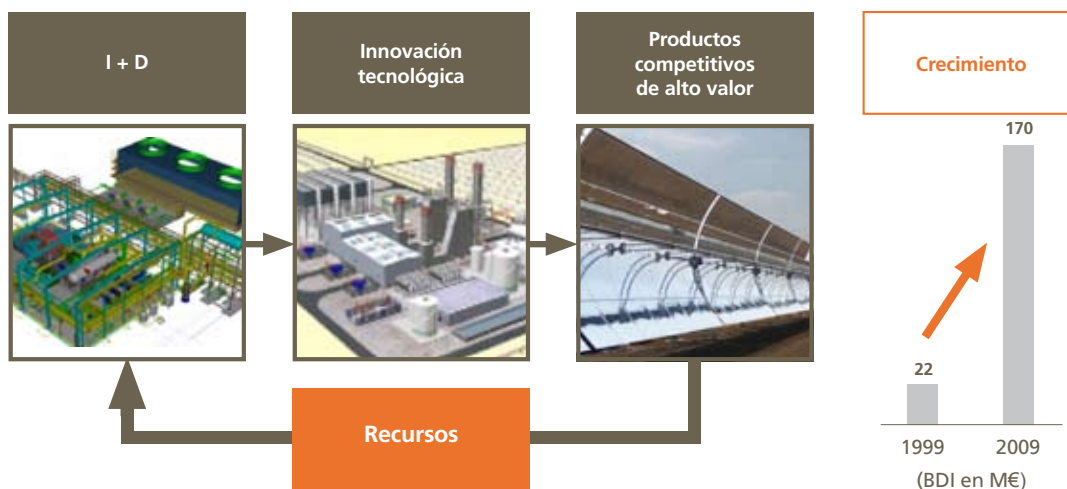 I + D
Innovación
tecnológica
Productos
competitivos
de alto valor
Crecimiento
170
22
1999
2009
(BDI en M€)
Recursos